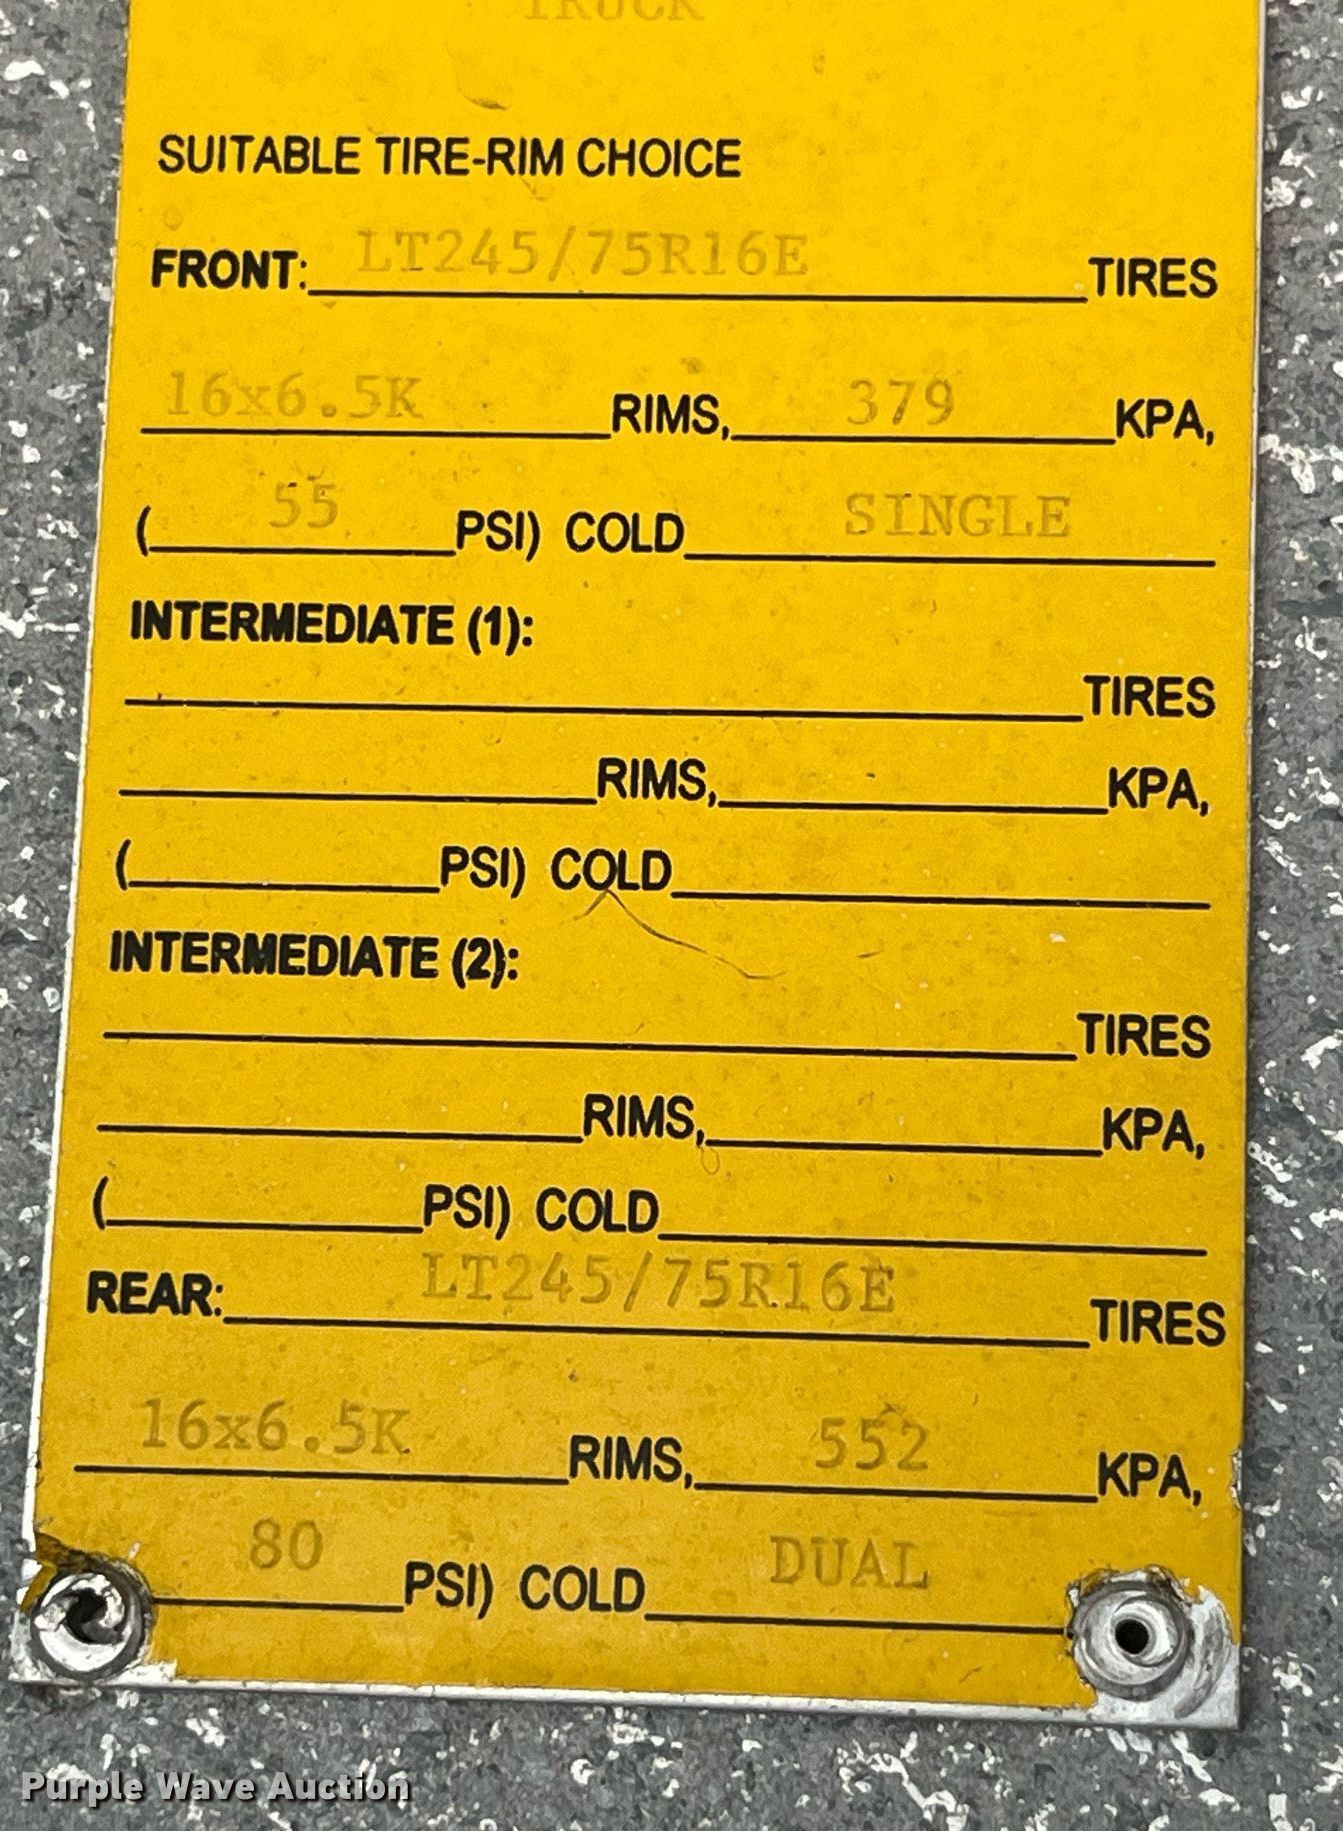 TRUCK
SUITABLE TIRE-RIM CHOICE
FRONT: LT245/75R16E TIRES
16x6.5K RIMS, 379 KPA,
( 55 PSI) COLD SINGLE
INTERMEDIATE (1):
TIRES
RIMS, KPA,
( PSI) COLD
INTERMEDIATE (2):
TIRES
RIMS, KPA,
( PSI) COLD
REAR: LT245/75R16E TIRES
16x6.5K RIMS, 552 KPA,
80 PSI) COLD DUAL
Purple Wave Auction